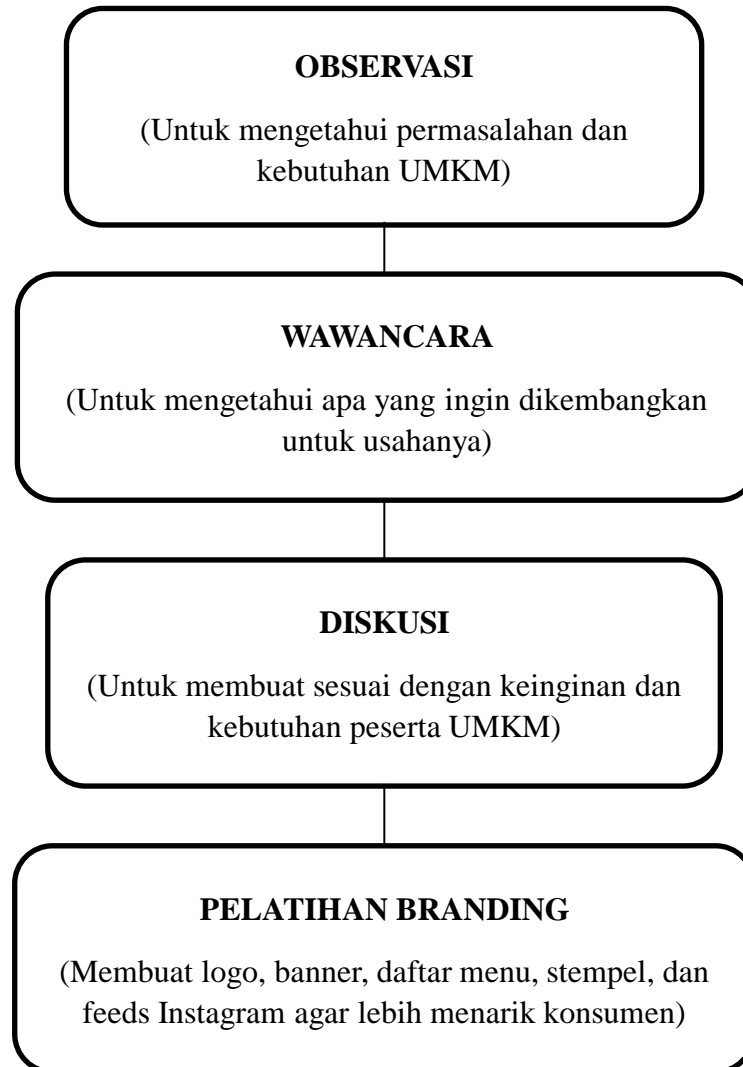 OBSERVASI
(Untuk mengetahui permasalahan dan
kebutuhan UMKM)
WAWANCARA
(Untuk mengetahui apa yang ingin dikembangkan
untuk usahanya)
DISKUSI
(Untuk membuat sesuai dengan keinginan dan
kebutuhan peserta UMKM)
PELATIHAN BRANDING
(Membuat logo, banner, daftar menu, stempel, dan
feeds Instagram agar lebih menarik konsumen)